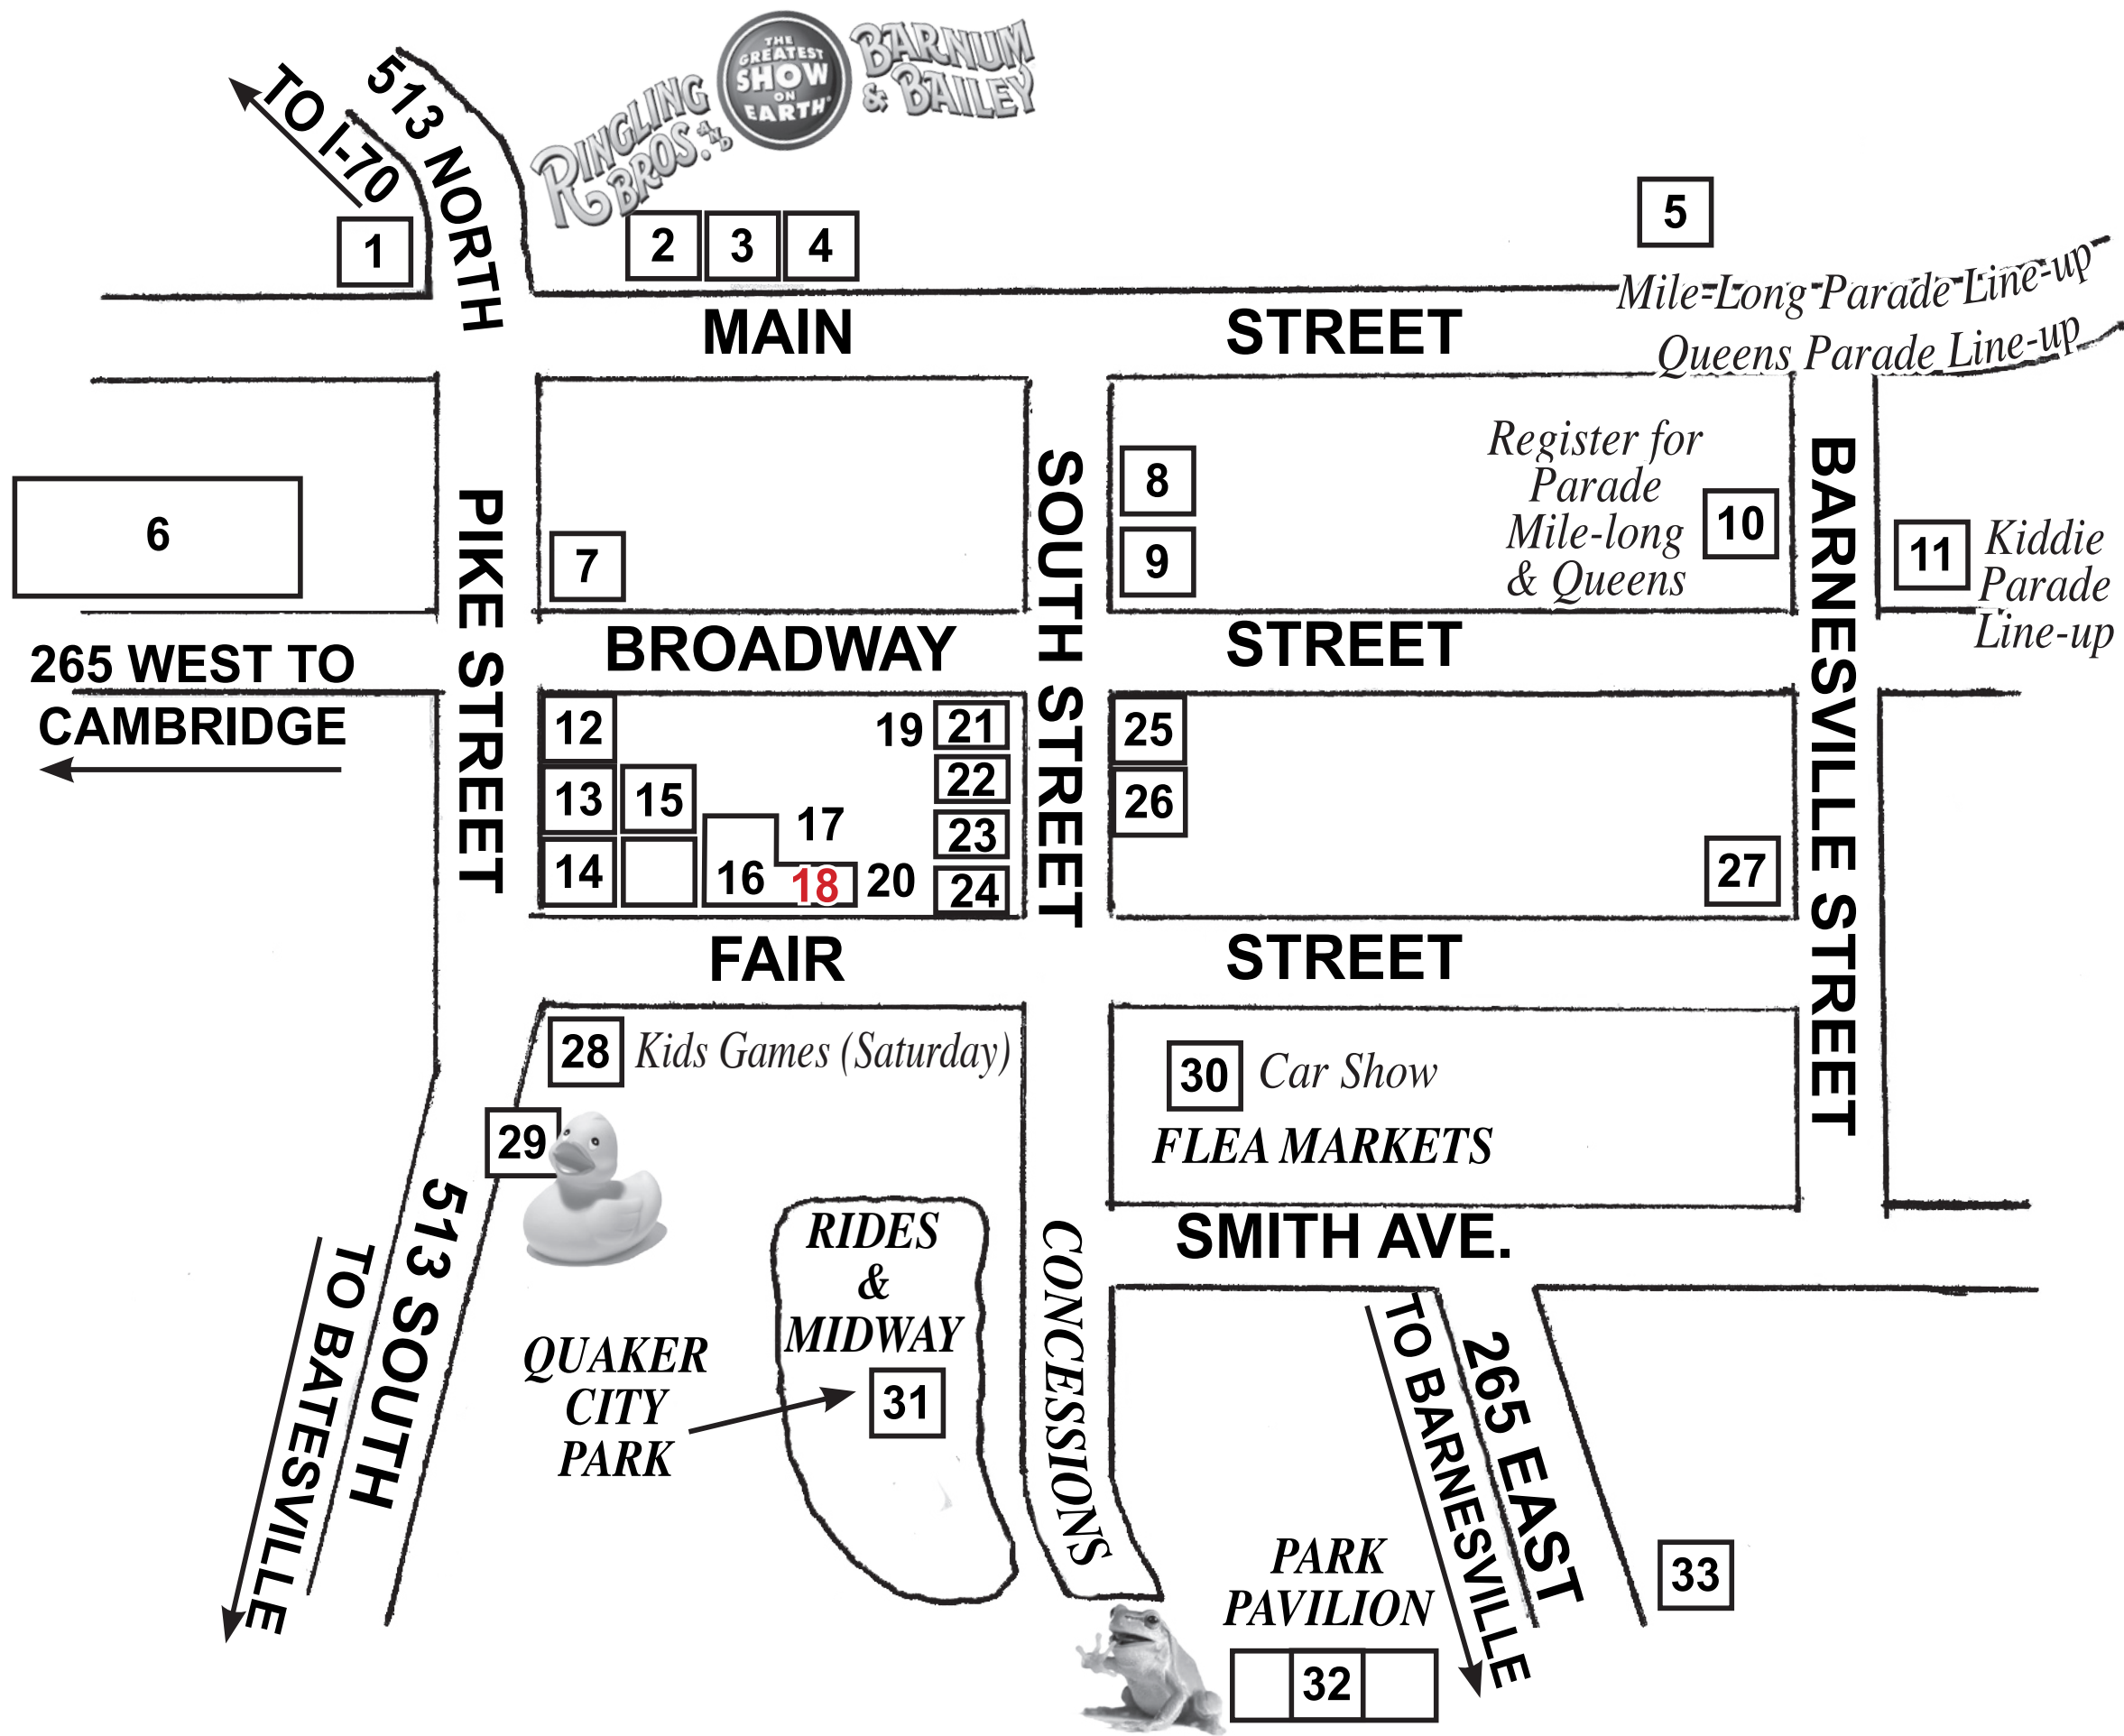 TO I-70
513 NORTH
RINGLING
BROS. AND
THE
GREATEST
SHOW
ON
EARTH®
BARNUM
& BAILEY
1
2
3
4
5
Mile-Long Parade Line-up
MAIN STREET
Queens Parade Line-up
6
PIKE STREET
7
SOUTH STREET
8
9
Register for
Parade
Mile-long
& Queens
10
BARNESVILLE STREET
11
Kiddie
Parade
Line-up
BROADWAY STREET
265 WEST TO
CAMBRIDGE
12
13
14
15
16
17
18
19
20
21
22
23
24
25
26
27
FAIR STREET
28
Kids Games (Saturday)
29
30
Car Show
FLEA MARKETS
SMITH AVE.
513 SOUTH
TO BATESVILLE
RIDES
&
MIDWAY
31
QUAKER
CITY
PARK
CONCESSIONS
TO BARNESVILLE
265 EAST
PARK
PAVILION
32
33